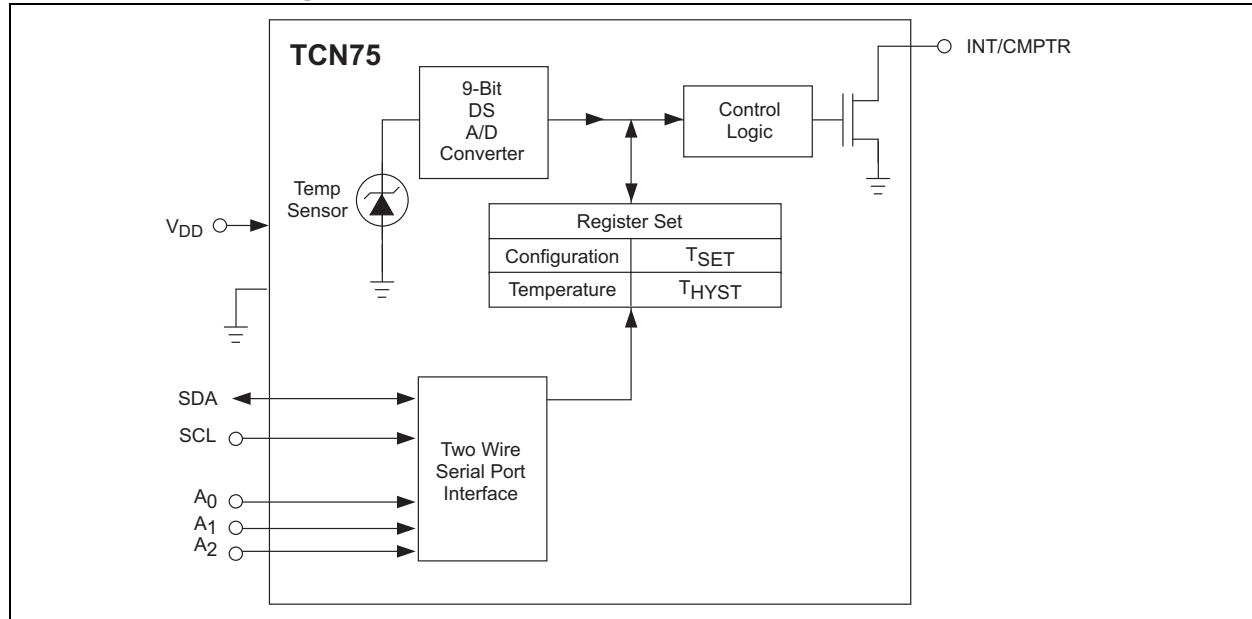 TCN75
9-Bit
DS
A/D
Converter
Control
Logic
INT/CMPTR
Temp
Sensor
VDD
Register Set
Configuration TSET
Temperature THYST
SDA
SCL
A0
A1
A2
Two Wire
Serial Port
Interface